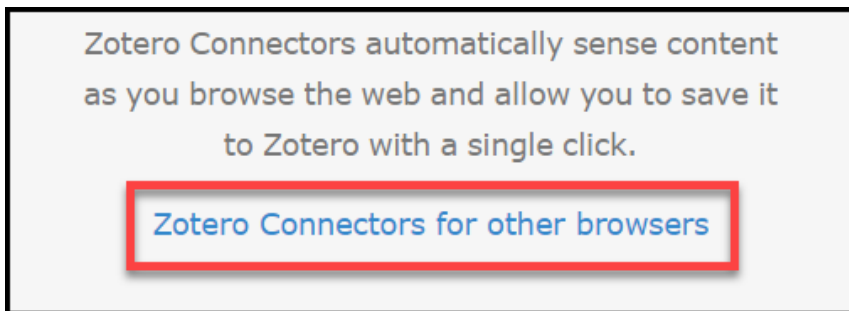 Zotero Connectors automatically sense content
as you browse the web and allow you to save it
to Zotero with a single click.
Zotero Connectors for other browsers